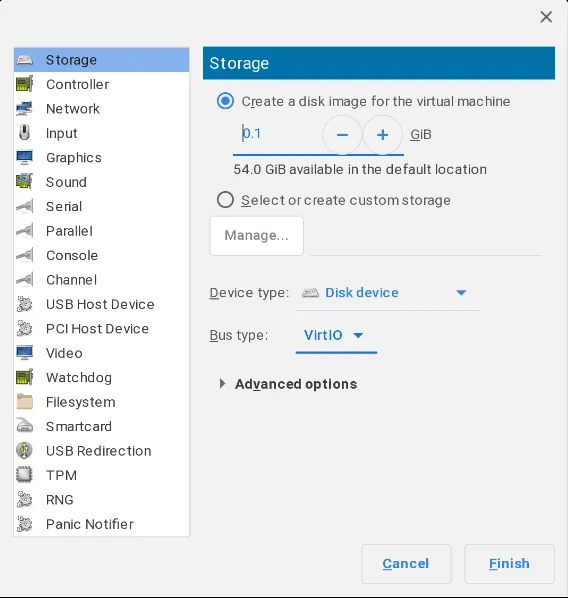 Storage
Controller
Network
Input
Graphics
Sound
Serial
Parallel
Console
Channel
USB Host Device
PCI Host Device
Video
Watchdog
Filesystem
Smartcard
USB Redirection
TPM
RNG
Panic Notifier
Storage
Create a disk image for the virtual machine
0.1 − + GiB
54.0 GiB available in the default location
Select or create custom storage
Manage...
Device type: Disk device
Bus type: VirtIO
Advanced options
Cancel Finish